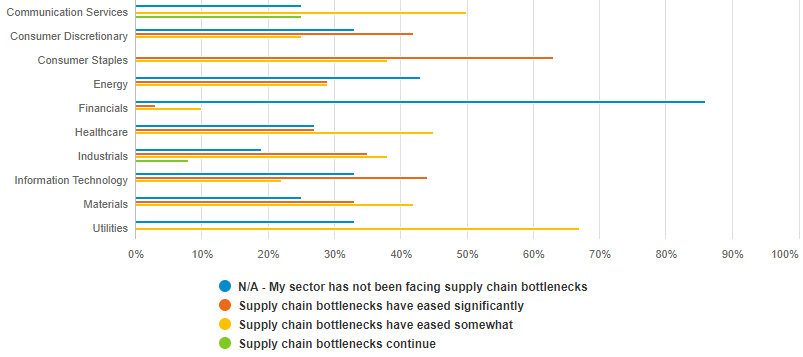 Communication Services
Consumer Discretionary
Consumer Staples
Energy
Financials
Healthcare
Industrials
Information Technology
Materials
Utilities
0% 10% 20% 30% 40% 50% 60% 70% 80% 90% 100%
N/A - My sector has not been facing supply chain bottlenecks
Supply chain bottlenecks have eased significantly
Supply chain bottlenecks have eased somewhat
Supply chain bottlenecks continue